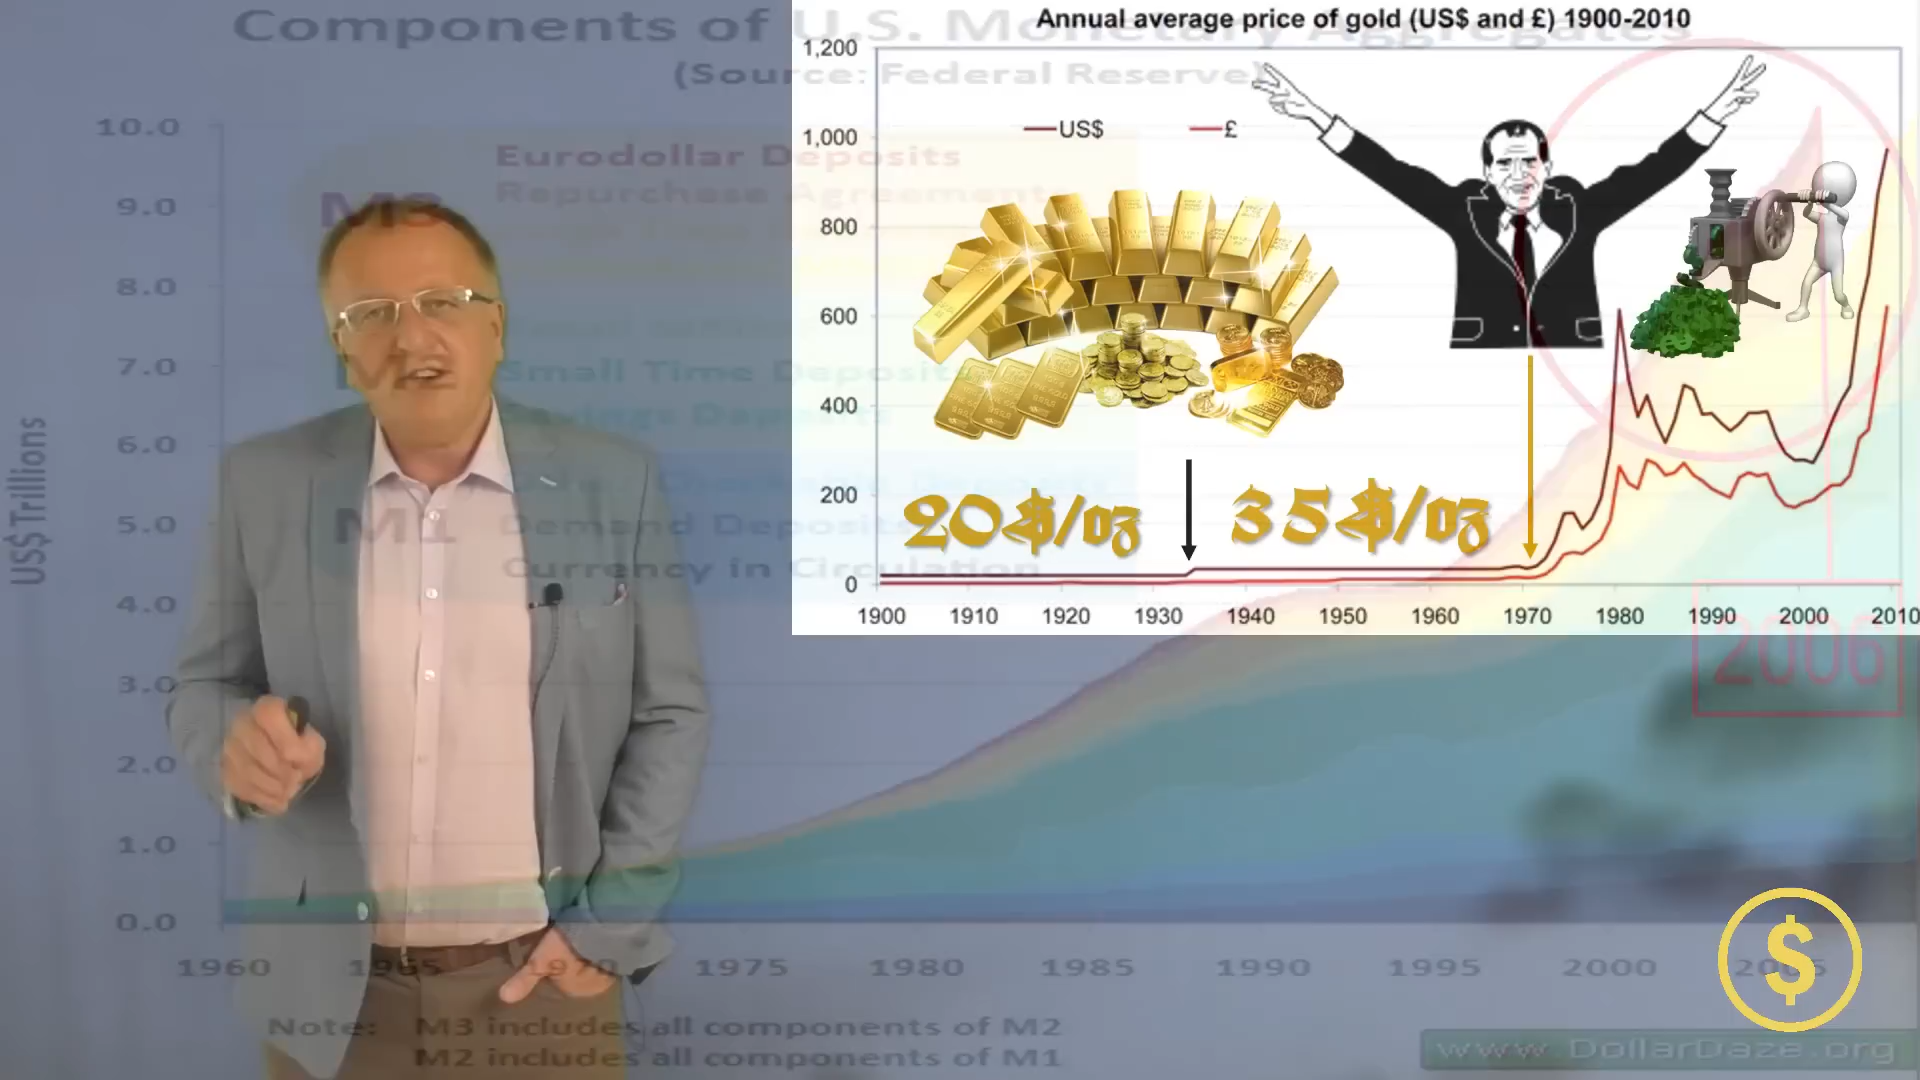 Components of U.S. Monetary Aggregates
(Source: Federal Reserve)
US$ Trillions
10.0
9.0
8.0
7.0
6.0
5.0
4.0
3.0
2.0
1.0
0.0
1960
1965
1970
1975
1980
1985
1990
1995
2000
2005
M3
Eurodollar Deposits
Repurchase Agreement
Small Time Deposits
Savings Deposits
M1
Demand Deposits
Currency in Circulation
Note: M3 includes all components of M2
M2 includes all components of M1
www.DollarDaze.org
2006
Annual average price of gold (US$ and £) 1900-2010
1,200
1,000
800
600
400
200
0
US$
£
20$/oz
35$/oz
1900
1910
1920
1930
1940
1950
1960
1970
1980
1990
2000
2010
$